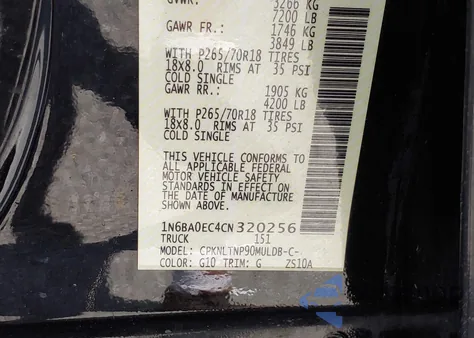 GVWR: 3266 KG
7200 LB
GAWR FR.: 1746 KG
3849 LB
WITH P265/70R18 TIRES
18x8.0 RIMS AT 35 PSI
COLD SINGLE
GAWR RR.: 1905 KG
4200 LB
WITH P265/70R18 TIRES
18x8.0 RIMS AT 35 PSI
COLD SINGLE
THIS VEHICLE CONFORMS TO
ALL APPLICABLE FEDERAL
MOTOR VEHICLE SAFETY
STANDARDS IN EFFECT ON
THE DATE OF MANUFACTURE
SHOWN ABOVE.
1N6BA0EC4CN320256
TRUCK 151
MODEL: CPXNLTNP90MULDB-C-
COLOR: G10 TRIM: G ZS10A